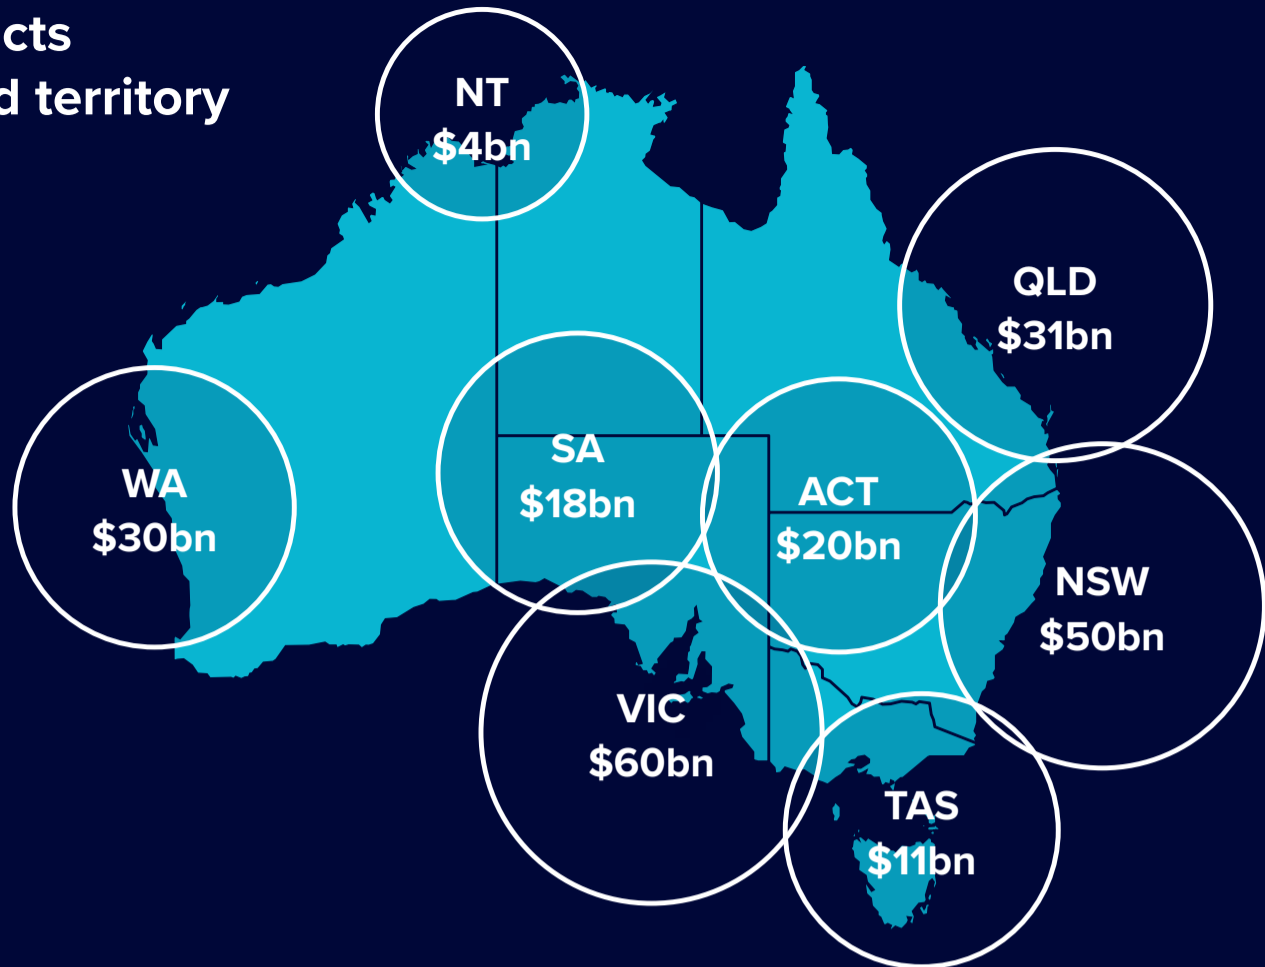 cts
d territory
NT
$4bn
QLD
$31bn
SA
$18bn
WA
$30bn
ACT
$20bn
NSW
$50bn
VIC
$60bn
TAS
$11bn